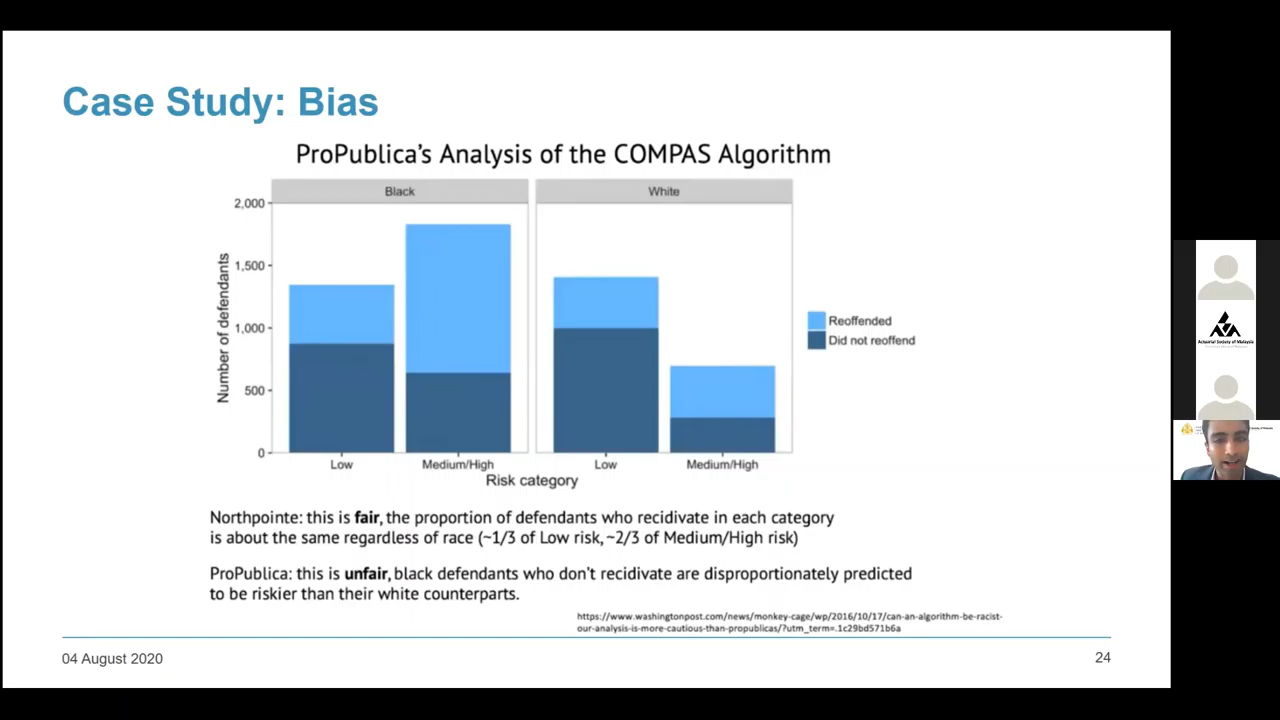 Case Study: Bias
ProPublica's Analysis of the COMPAS Algorithm
Black
White
2,000
1,500
1,000
500
0
Number of defendants
Low
Medium/High
Low
Medium/High
Risk category
Reoffended
Did not reoffend
Northpointe: this is fair, the proportion of defendants who recidivate in each category
is about the same regardless of race (~1/3 of Low risk, ~2/3 of Medium/High risk)
ProPublica: this is unfair, black defendants who don't recidivate are disproportionately predicted
to be riskier than their white counterparts.
https://www.washingtonpost.com/news/monkey-cage/wp/2016/10/17/can-an-algorithm-be-racist-
our-analysis-is-more-cautious-than-propublicas/?utm_term=.1c29bd571b6a
04 August 2020
24
Actuarial Society of Malaysia